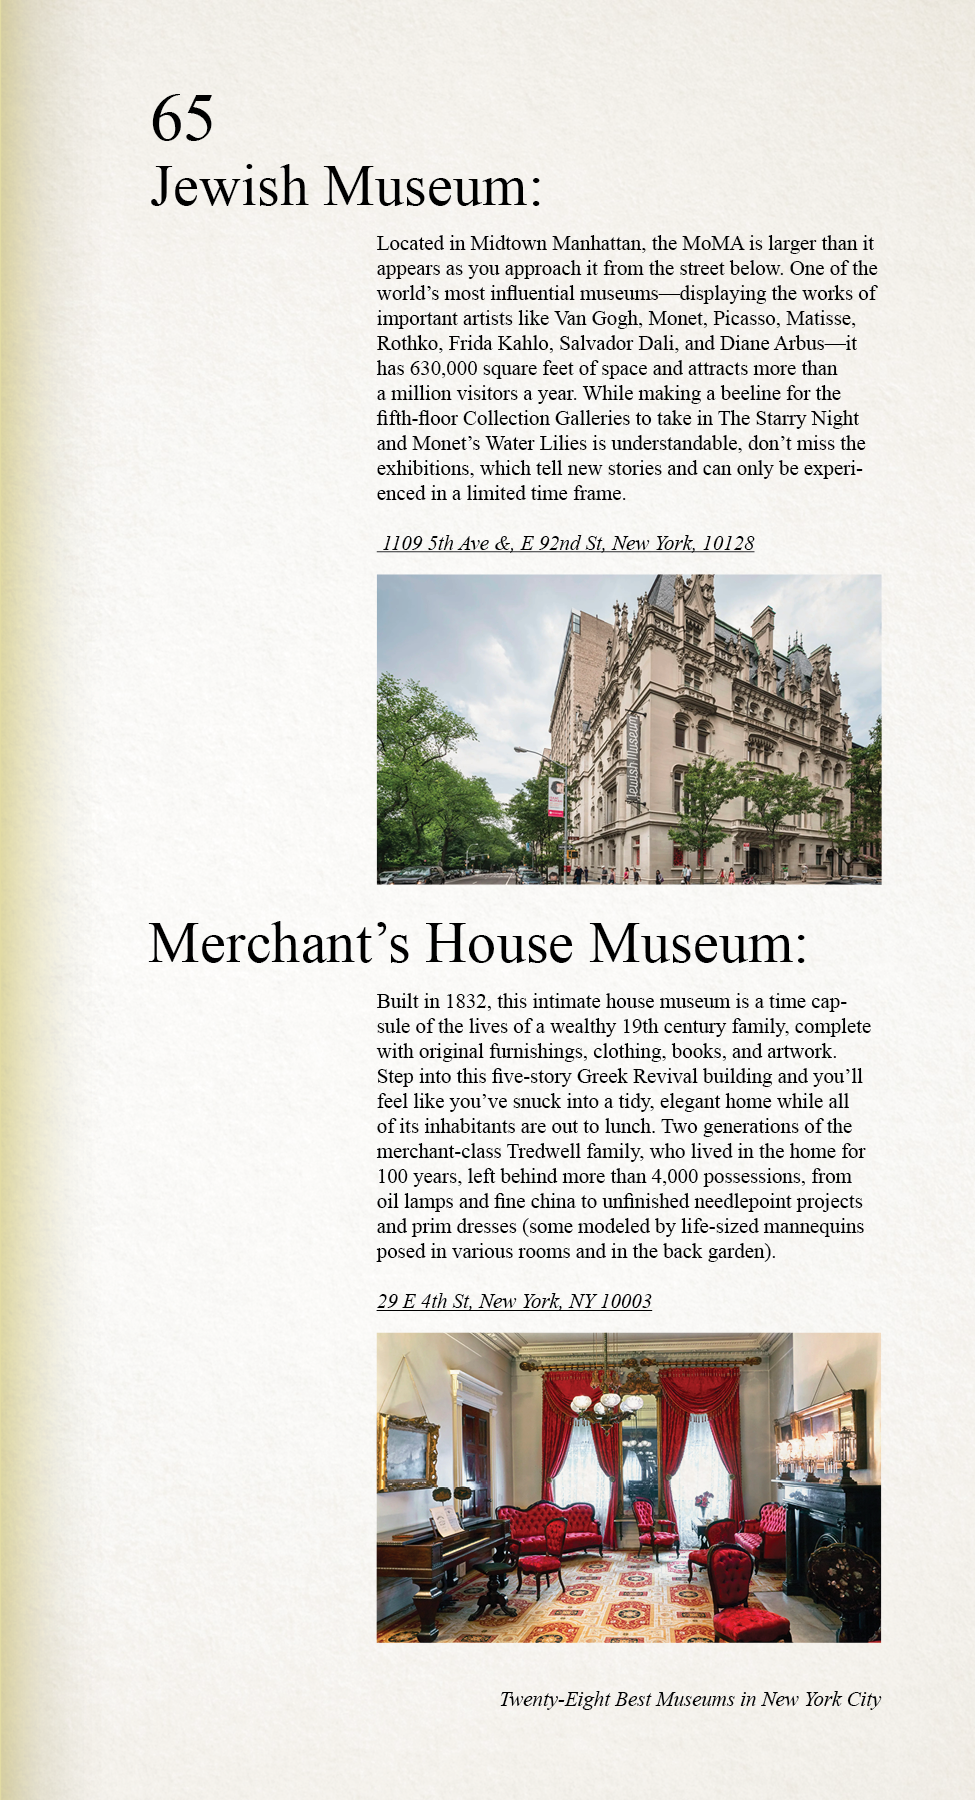 65
Jewish Museum:
Located in Midtown Manhattan, the MoMA is larger than it
appears as you approach it from the street below. One of the
world’s most influential museums—displaying the works of
important artists like Van Gogh, Monet, Picasso, Matisse,
Rothko, Frida Kahlo, Salvador Dali, and Diane Arbus—it
has 630,000 square feet of space and attracts more than
a million visitors a year. While making a beeline for the
fifth-floor Collection Galleries to take in The Starry Night
and Monet’s Water Lilies is understandable, don’t miss the
exhibitions, which tell new stories and can only be experi-
enced in a limited time frame.
1109 5th Ave &, E 92nd St, New York, 10128
Jewish Museum
Merchant’s House Museum:
Built in 1832, this intimate house museum is a time cap-
sule of the lives of a wealthy 19th century family, complete
with original furnishings, clothing, books, and artwork.
Step into this five-story Greek Revival building and you’ll
feel like you’ve snuck into a tidy, elegant home while all
of its inhabitants are out to lunch. Two generations of the
merchant-class Tredwell family, who lived in the home for
100 years, left behind more than 4,000 possessions, from
oil lamps and fine china to unfinished needlepoint projects
and prim dresses (some modeled by life-sized mannequins
posed in various rooms and in the back garden).
29 E 4th St, New York, NY 10003
Twenty-Eight Best Museums in New York City